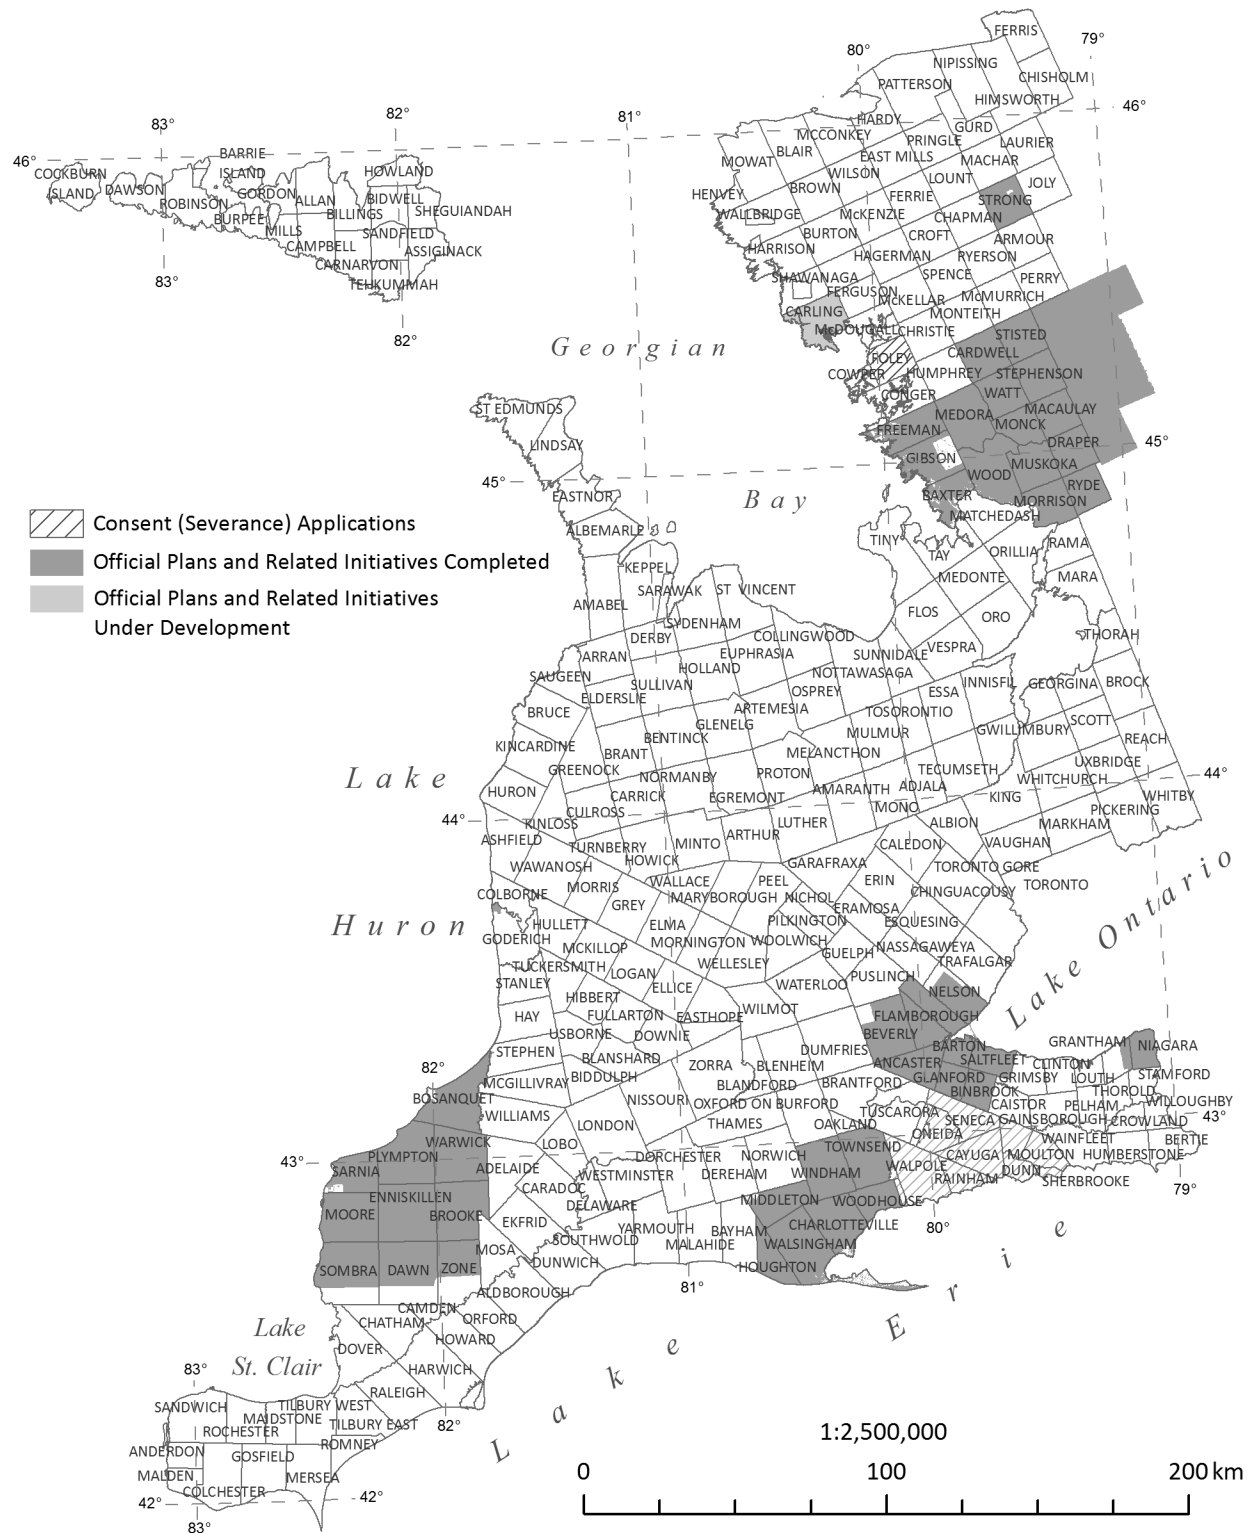 FERRIS
80°
79°
NIPISSING
PATTERSON
CHISHOLM
HIMSWORTH
46°
83°
82°
81°
HARDY
MCCONKEY
GURD
PRINGLE
LAURIER
BLAIR
EAST MILLS
MACHAR
MOWAT
46°
BARRIE
ISLAND
COCKBURN
ISLAND
HOWLAND
WILSON
LOUNT
JOLY
DAWSON
GORDON
ALLAN
BIDWELL
BROWN
FERRIE
STRONG
HENVEY
ROBINSON
BURPEE
BILLINGS
SHEGUIANDAH
WALLBRIDGE
McKENZIE
CHAPMAN
MILLS
SANDFIELD
BURTON
CROFT
ARMOUR
CAMPBELL
ASSIGINACK
HARRISON
HAGERMAN
RYERSON
CARNARVON
SPENCE
SHAWANAGA
PERRY
83°
TEHKUMMAH
FERGUSON
McKELLAR
McMURRICH
CARLING
MONTEITH
McDOUGALL
CHRISTIE
STISTED
82°
Georgian
FOLEY
CARDWELL
COWPER
HUMPHREY
STEPHENSON
CONGER
WATT
ST EDMUNDS
MEDORA
MACAULAY
FREEMAN
MONCK
LINDSAY
DRAPER
45°
GIBSON
MUSKOKA
WOOD
45°
RYDE
EASTNOR
Bay
BAXTER
MORRISON
MATCHEDASH
Consent (Severance) Applications
ALBEMARLE
TINY
RAMA
TAY
ORILLIA
Official Plans and Related Initiatives Completed
KEPPEL
MEDONTE
MARA
SARAWAK
ST VINCENT
Official Plans and Related Initiatives
Under Development
AMABEL
FLOS
ORO
SYDENHAM
DERBY
COLLINGWOOD
THORAH
ARRAN
EUPHRASIA
SUNNIDALE
VESPRA
HOLLAND
NOTTAWASAGA
SAUGEEN
SULLIVAN
INNISFIL
GEORGINA
BROCK
ELDERSLIE
OSPREY
ESSA
BRUCE
ARTEMESIA
TOSORONTIO
GLENELG
SCOTT
GWILLIMBURY
MULMUR
BENTINCK
REACH
KINCARDINE
BRANT
MELANCTHON
UXBRIDGE
GREENOCK
NORMANBY
PROTON
TECUMSETH
WHITCHURCH
44°
Lake
HURON
CARRICK
EGREMONT
AMARANTH
ADJALA
KING
WHITBY
CULROSS
MONO
PICKERING
44°
KINLOSS
LUTHER
ALBION
MARKHAM
ASHFIELD
TURNBERRY
MINTO
ARTHUR
CALEDON
VAUGHAN
HOWICK
WAWANOSH
GARAFRAXA
TORONTO GORE
WALLACE
PEEL
ERIN
TORONTO
COLBORNE
MORRIS
MARYBOROUGH
NICHOL
CHINGUACOUSY
GREY
ERAMOSA
Huron
HULLETT
ELMA
PILKINGTON
ESQUESING
Lake Ontario
GODERICH
MCKILLOP
MORNINGTON
WOOLWICH
NASSAGAWEYA
GUELPH
TUCKERSMITH
LOGAN
WELLESLEY
TRAFALGAR
STANLEY
PUSLINCH
ELLICE
WATERLOO
NELSON
HIBBERT
HAY
FULLARTON
EASTHOPE
WILMOT
FLAMBOROUGH
USBORNE
DOWNIE
BEVERLY
GRANTHAM
NIAGARA
STEPHEN
BLANSHARD
DUMFRIES
BARTON
SALTFLEET
CLINTON
82°
ZORRA
BLENHEIM
ANCASTER
STAMFORD
BIDDULPH
MCGILLIVRAY
BLANDFORD
BRANTFORD
GLANFORD
GRIMSBY
LOUTH
BINBROOK
THOROLD
BOSANQUET
NISSOURI
OXFORD ON BURFORD
CAISTOR
PELHAM
WILLOUGHBY
WILLIAMS
TUSCARORA
SENECA
GAINSBOROUGH
CROWLAND
43°
LONDON
THAMES
OAKLAND
ONEIDA
WARWICK
LOBO
WAINFLEET
BERTIE
TOWNSEND
43°
PLYMPTON
DORCHESTER
NORWICH
CAYUGA
MOULTON
HUMBERSTONE
SARNIA
ADELAIDE
WESTMINSTER
DEREHAM
WINDHAM
WALPOLE
DUNN
RAINHAM
SHERBROOKE
CARADOC
79°
ENNISKILLEN
MIDDLETON
WOODHOUSE
DELAWARE
MOORE
BROOKE
EKFRID
YARMOUTH
BAYHAM
CHARLOTTEVILLE
80°
SOUTHWOLD
MALAHIDE
WALSINGHAM
MOSA
DUNWICH
HOUGHTON
SOMBRA
DAWN
ZONE
81°
ALDBOROUGH
CAMDEN
CHATHAM
ORFORD
Lake
St. Clair
HOWARD
DOVER
Lake Erie
HARWICH
83°
RALEIGH
SANDWICH
TILBURY WEST
MAIDSTONE
TILBURY EAST
82°
ROCHESTER
1:2,500,000
ANDERDON
ROMNEY
GOSFIELD
MALDEN
MERSEA
0 100 200 km
COLCHESTER
42°
42°
83°